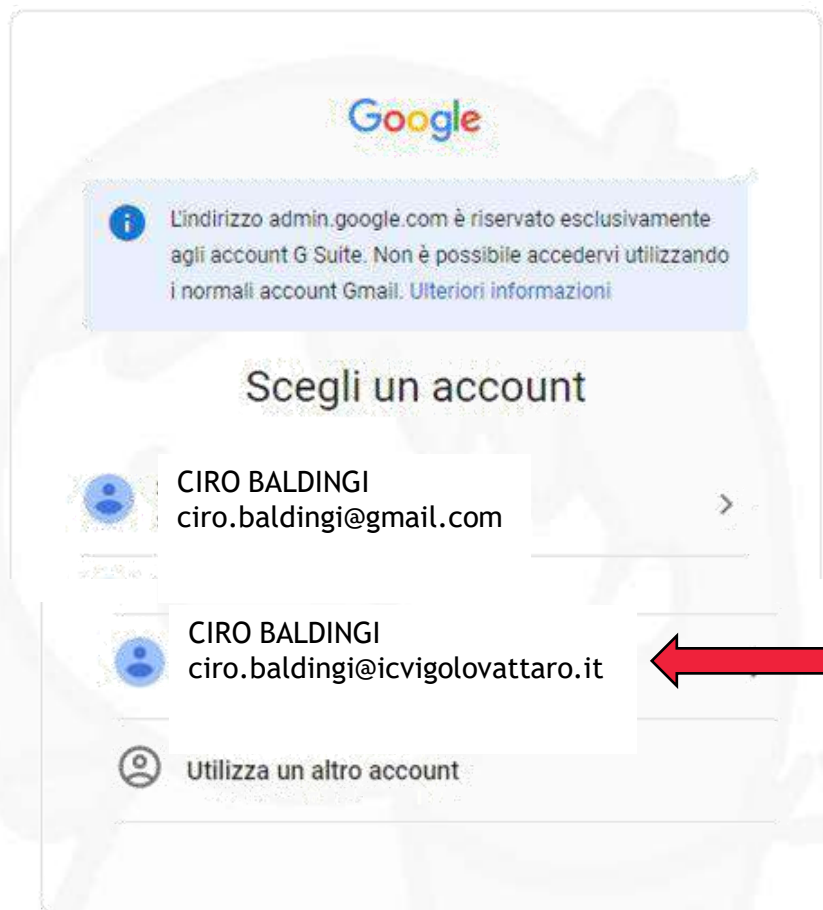 Google
L'indirizzo admin.google.com è riservato esclusivamente
agli account G Suite. Non è possibile accedervi utilizzando
i normali account Gmail. Ulteriori informazioni
Scegli un account
CIRO BALDINGI
ciro.baldingi@gmail.com
CIRO BALDINGI
ciro.baldingi@icvigolovattaro.it
Utilizza un altro account